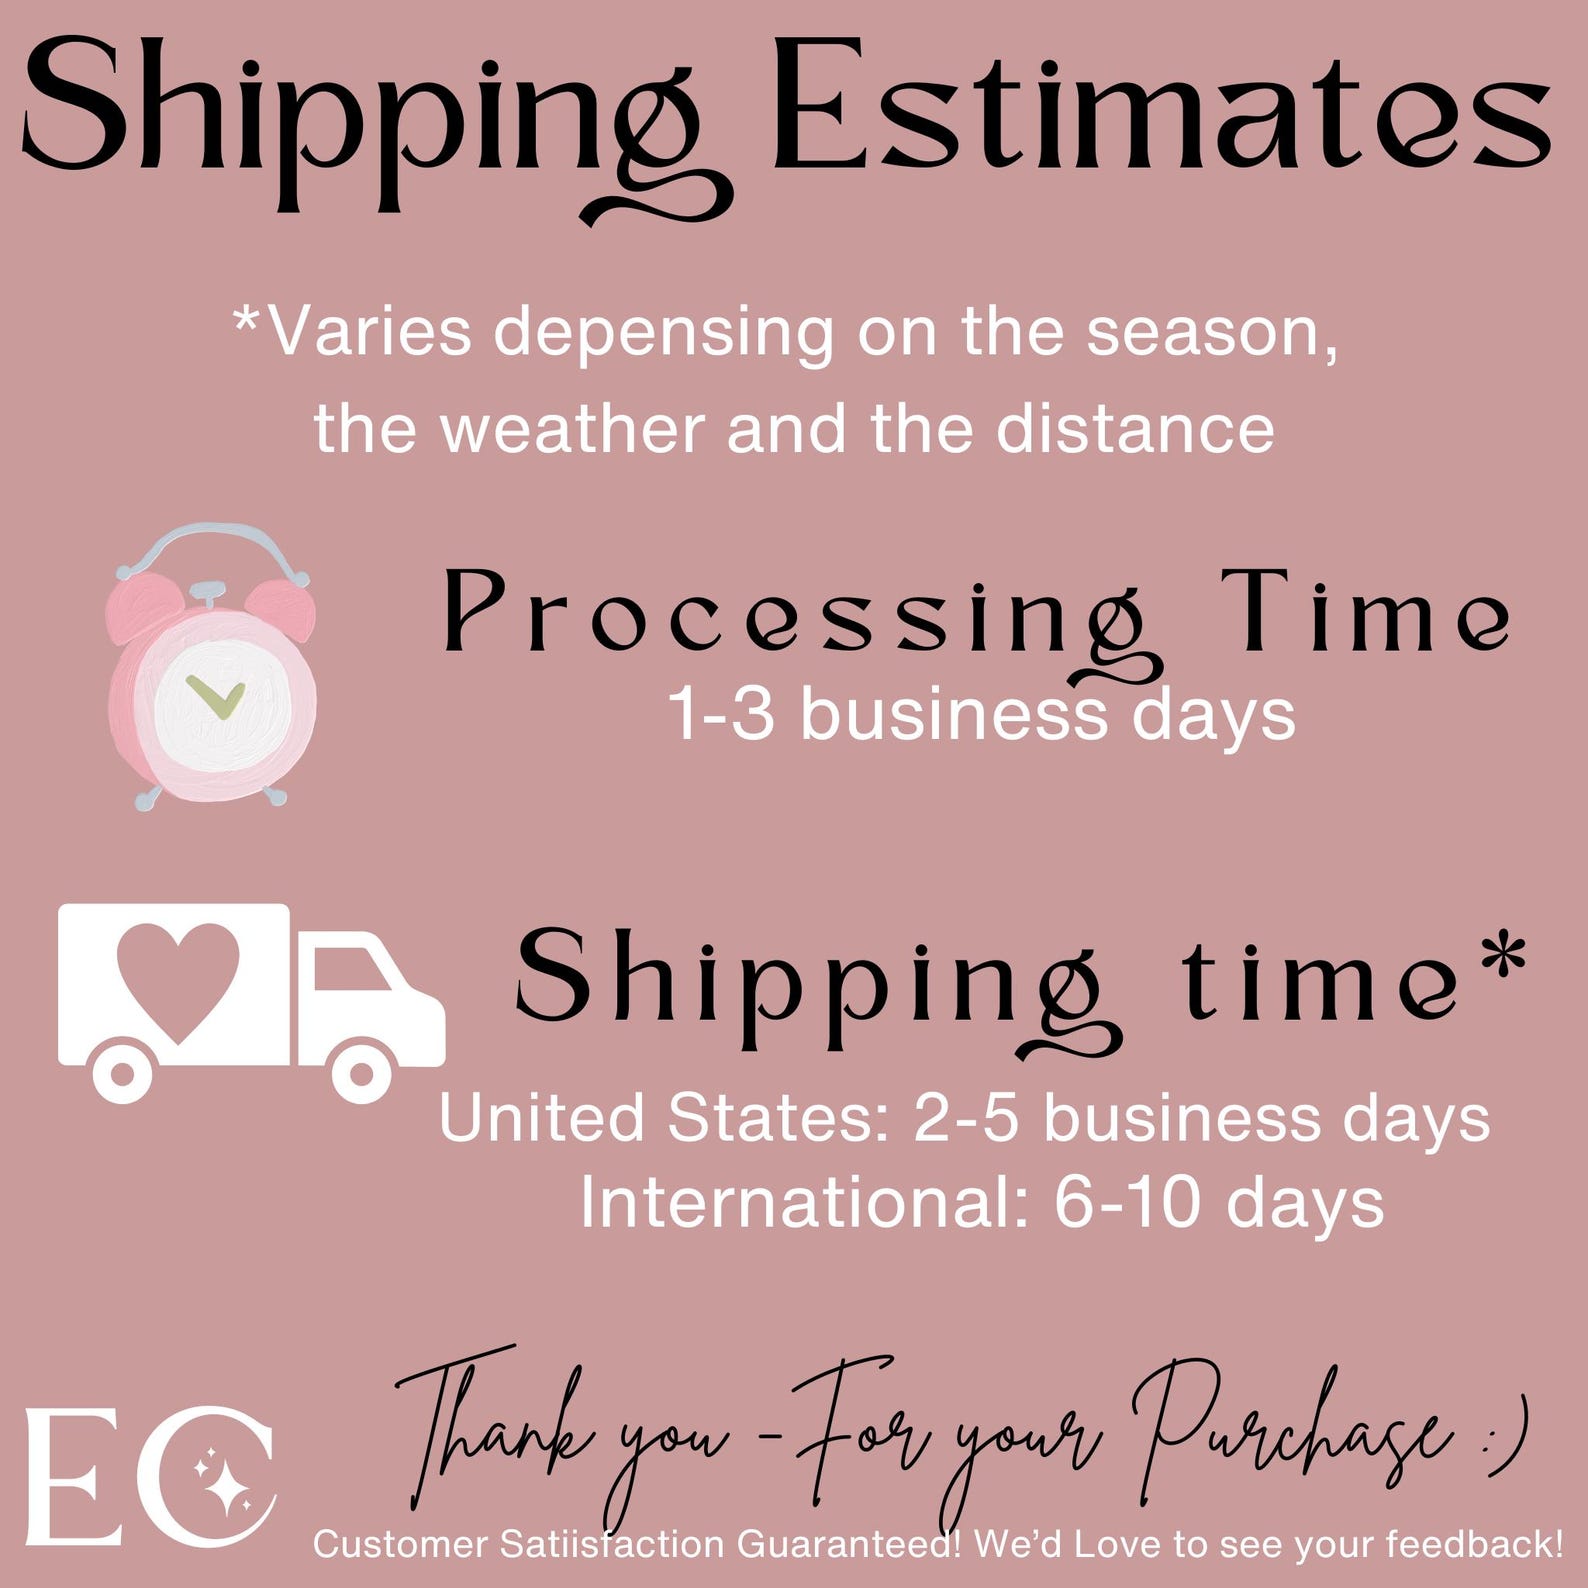 Shipping Estimates
*Varies depensing on the season,
the weather and the distance
Processing Time
1-3 business days
Shipping time*
United States: 2-5 business days
International: 6-10 days
Thank you - For your Purchase :)
EC
Customer Satiisfaction Guaranteed! We'd Love to see your feedback!